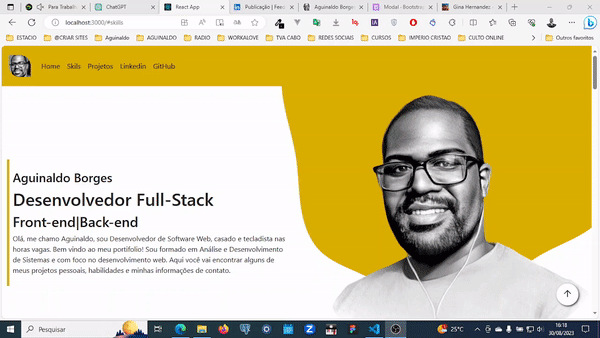 Para Trabalh
ChatGPT
React App
Publicação | Feed
Aguinaldo Borges
Modal · Bootstrap
Gina Hernandez
localhost:3000/#skills
ESTACIO
@CRIAR SITES
Aguinaldo
AGUINALDO
RADIO
WORKALOVE
TVA CABO
REDES SOCIAIS
CURSOS
IMPERIO CRISTAO
CULTO ONLINE
Outros favoritos
Home Skils Projetos Linkedin GitHub
Aguinaldo Borges
Desenvolvedor Full-Stack
Front-end|Back-end
Olá, me chamo Aguinaldo, sou Desenvolvedor de Software Web, casado e tecladista nas
horas vagas. Bem vindo ao meu portifolio! Sou formado em Análise e Desenvolvimento
de Sistemas e com foco no desenvolvimento web. Aqui você vai encontrar alguns de
meus projetos pessoais, habilidades e minhas informações de contato.
Pesquisar
25°C
16:18
30/08/2023